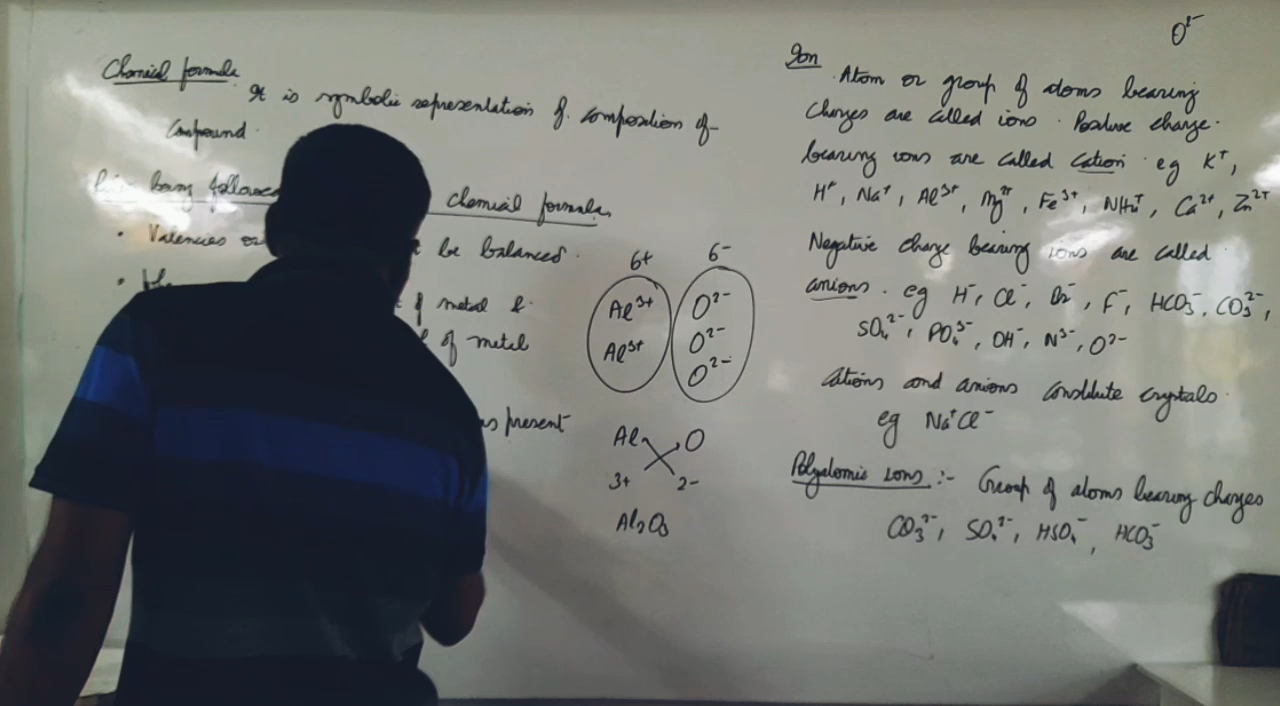 Chemical formula
It is symbolic representation of composition of
Compound.
being followed chemical formula
• Valencies or be balanced.
of metal &
of metal
present
6+ 6-
Al³⁺ O²⁻
Al³⁺ O²⁻
O²⁻
Al O
3+ 2-
Al₂O₃
O²⁻
Ion
Atom or group of atoms bearing
charges are called ions. Positive charge.
bearing ions are called Cation. eg K⁺,
H⁺, Na⁺, Al³⁺, Mg²⁺, Fe³⁺, NH₄⁺, Ca²⁺, Zn²⁺
Negative charge bearing ions are called
anions. eg H⁻, Cl⁻, Br⁻, F⁻, HCO₃⁻, CO₃²⁻,
SO₄²⁻, PO₄³⁻, OH⁻, N³⁻, O²⁻
Cations and anions constitute crystals.
eg Na⁺Cl⁻
Polyatomic ions :- Group of atoms bearing charges
CO₃²⁻, SO₄²⁻, HSO₄⁻, HCO₃⁻